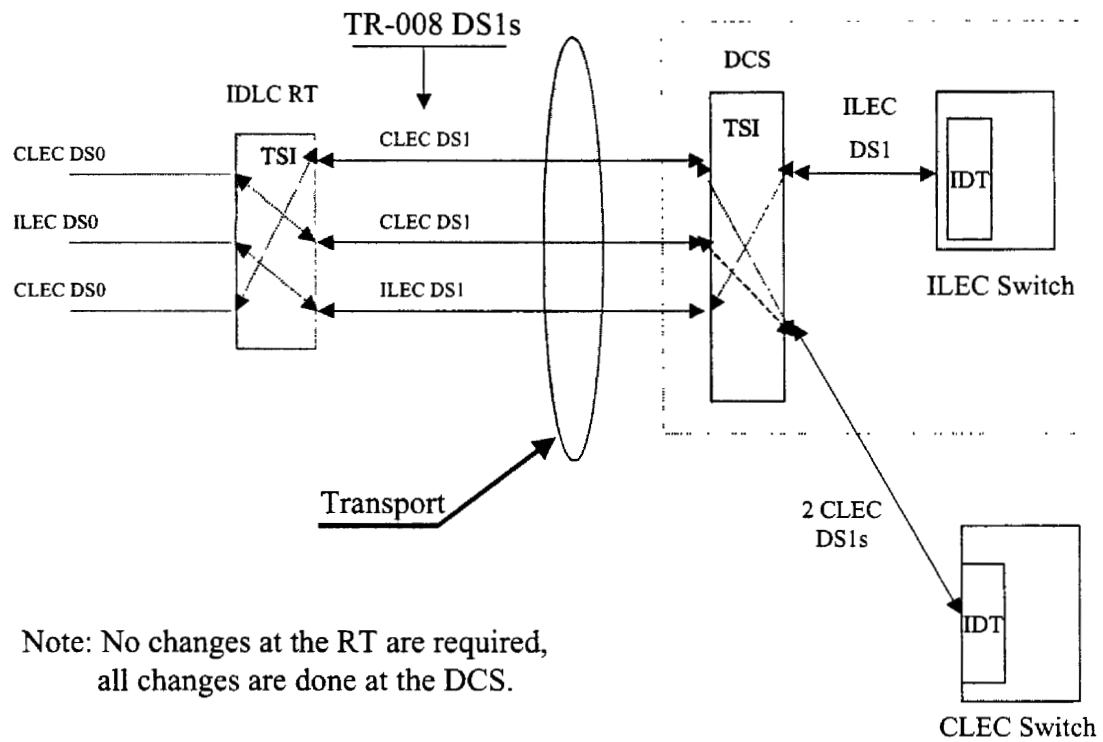 TR-008 DS1s
DCS
IDLC RT
ILEC
TSI
TSI
DS1
CLEC DS0
CLEC DS1
IDT
ILEC DS0
CLEC DS1
CLEC DS0
ILEC DS1
ILEC Switch
Transport
2 CLEC
DS1s
IDT
Note: No changes at the RT are required,
all changes are done at the DCS.
CLEC Switch